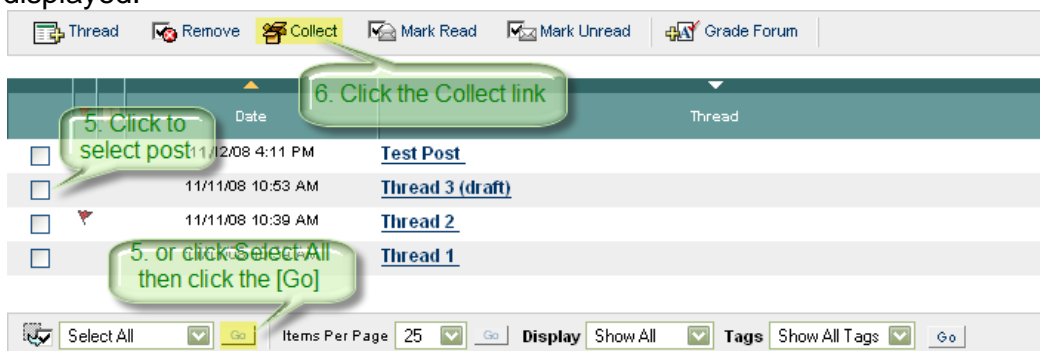 displayed.
Thread Remove Collect Mark Read Mark Unread Grade Forum
6. Click the Collect link
Date Thread
5. Click to
select post
11/12/08 4:11 PM Test Post
11/11/08 10:53 AM Thread 3 (draft)
11/11/08 10:39 AM Thread 2
Thread 1
5. or click Select All
then click the [Go]
Select All Go Items Per Page 25 Go Display Show All Tags Show All Tags Go